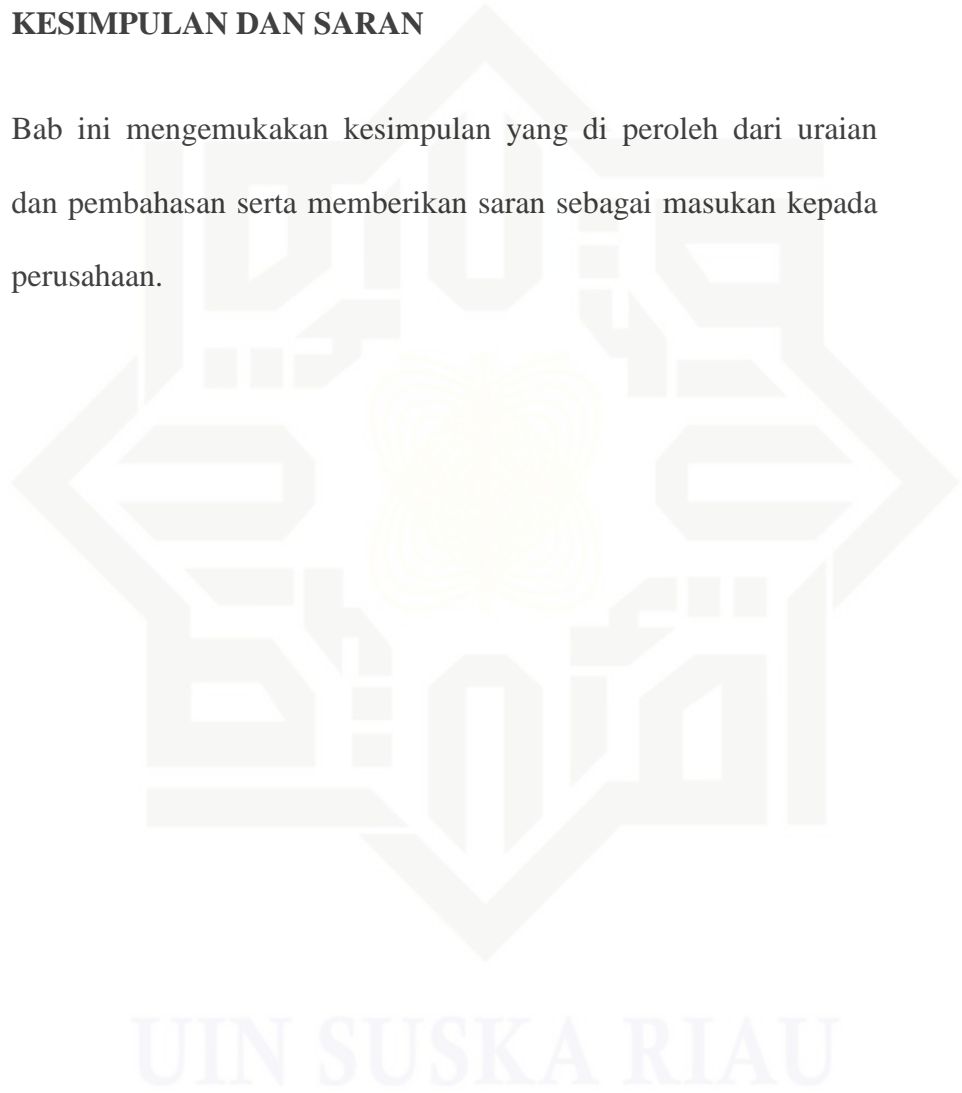 KESIMPULAN DAN SARAN
Bab ini mengemukakan kesimpulan yang di peroleh dari uraian
dan pembahasan serta memberikan saran sebagai masukan kepada
perusahaan.
UIN SUSKA RIAU